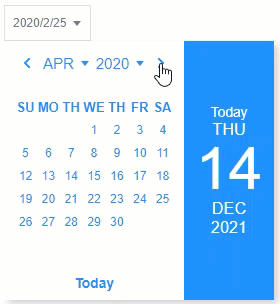 2020/2/25
APR 2020
SU MO TH WE TH FR SA
1 2 3 4
5 6 7 8 9 10 11
12 13 14 15 16 17 18
19 20 21 22 23 24 25
26 27 28 29 30
Today
Today
THU
14
DEC
2021